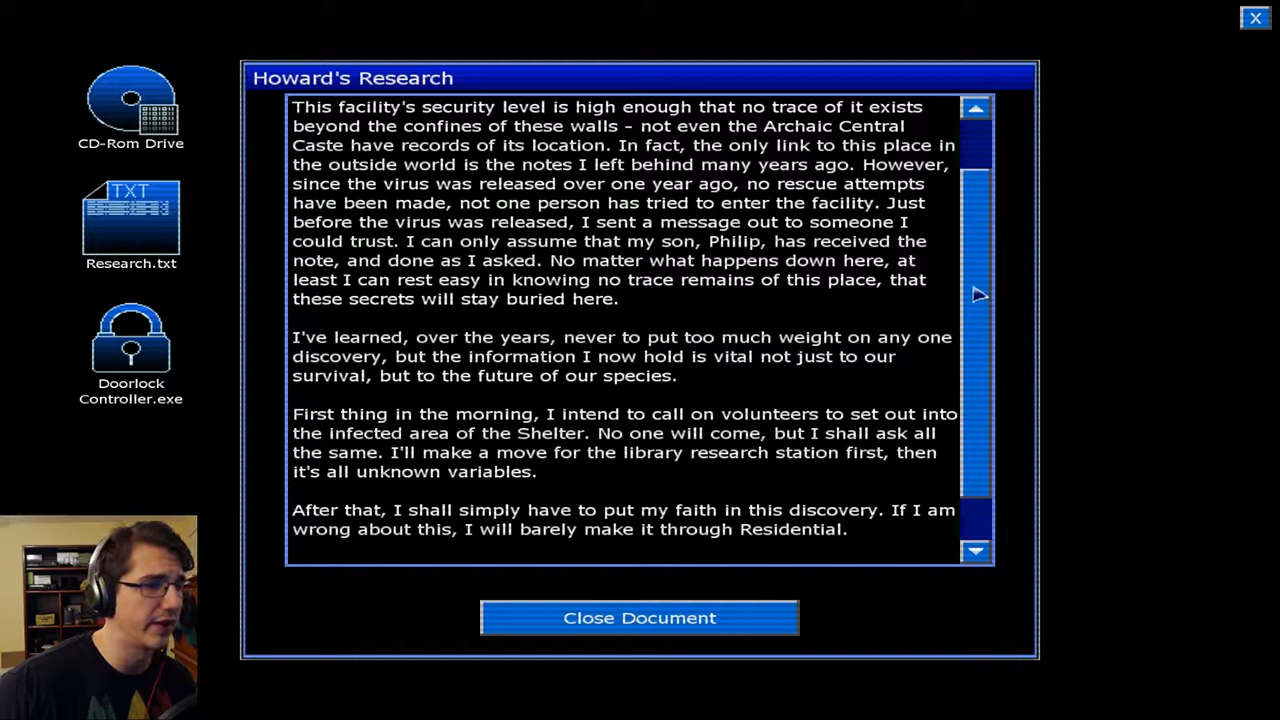 X
Howard's Research
CD-Rom Drive
TXT
Research.txt
Doorlock
Controller.exe
This facility's security level is high enough that no trace of it exists
beyond the confines of these walls - not even the Archaic Central
Caste have records of its location. In fact, the only link to this place in
the outside world is the notes I left behind many years ago. However,
since the virus was released over one year ago, no rescue attempts
have been made, not one person has tried to enter the facility. Just
before the virus was released, I sent a message out to someone I
could trust. I can only assume that my son, Philip, has received the
note, and done as I asked. No matter what happens down here, at
least I can rest easy in knowing no trace remains of this place, that
these secrets will stay buried here.
I've learned, over the years, never to put too much weight on any one
discovery, but the information I now hold is vital not just to our
survival, but to the future of our species.
First thing in the morning, I intend to call on volunteers to set out into
the infected area of the Shelter. No one will come, but I shall ask all
the same. I'll make a move for the library research station first, then
it's all unknown variables.
After that, I shall simply have to put my faith in this discovery. If I am
wrong about this, I will barely make it through Residential.
Close Document